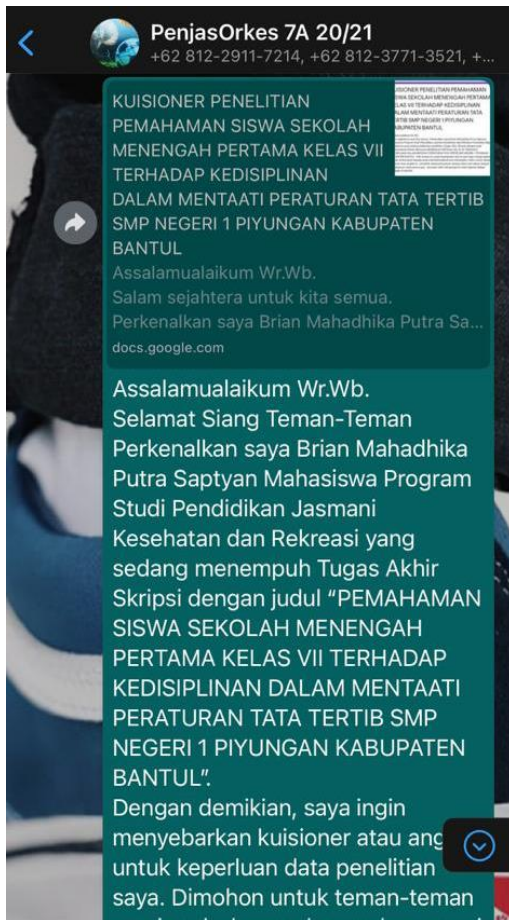 PenjasOrkes 7A 20/21
+62 812-2911-7214, +62 812-3771-3521, +...
KUISIONER PENELITIAN
PEMAHAMAN SISWA SEKOLAH
MENENGAH PERTAMA KELAS VII
TERHADAP KEDISIPLINAN
DALAM MENTAATI PERATURAN TATA TERTIB
SMP NEGERI 1 PIYUNGAN KABUPATEN
BANTUL
Assalamualaikum Wr.Wb.
Salam sejahtera untuk kita semua.
Perkenalkan saya Brian Mahadhika Putra Sa...
docs.google.com
Assalamualaikum Wr.Wb.
Selamat Siang Teman-Teman
Perkenalkan saya Brian Mahadhika
Putra Saptyan Mahasiswa Program
Studi Pendidikan Jasmani
Kesehatan dan Rekreasi yang
sedang menempuh Tugas Akhir
Skripsi dengan judul “PEMAHAMAN
SISWA SEKOLAH MENENGAH
PERTAMA KELAS VII TERHADAP
KEDISIPLINAN DALAM MENTAATI
PERATURAN TATA TERTIB SMP
NEGERI 1 PIYUNGAN KABUPATEN
BANTUL”.
Dengan demikian, saya ingin
menyebarkan kuisioner atau ang
untuk keperluan data penelitian
saya. Dimohon untuk teman-teman